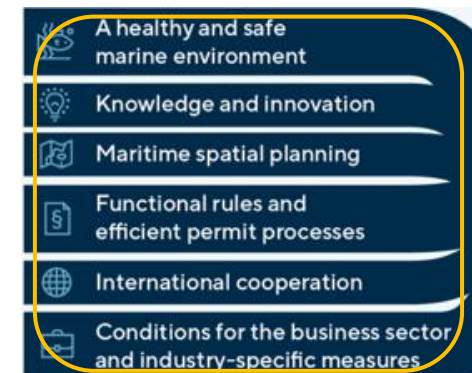 A healthy and safe
marine environment
Knowledge and innovation
Maritime spatial planning
§
Functional rules and
efficient permit processes
International cooperation
Conditions for the business sector
and industry-specific measures